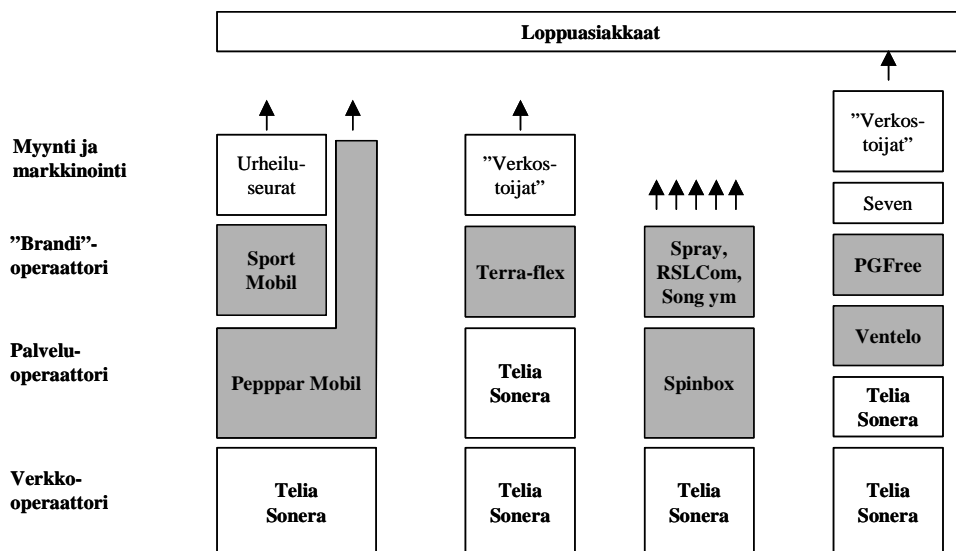 Loppuasiakkaat
Myynti ja
markkinointi
Urheilu-
seurat
”Verkos-
toijat”
”Verkos-
toijat”
Seven
”Brandi”-
operaattori
Sport
Mobil
Terra-flex
Spray,
RSLCom,
Song ym
PGFree
Palvelu-
operaattori
Pepppar Mobil
Telia
Sonera
Spinbox
Ventelo
Telia
Sonera
Verkko-
operaattori
Telia
Sonera
Telia
Sonera
Telia
Sonera
Telia
Sonera